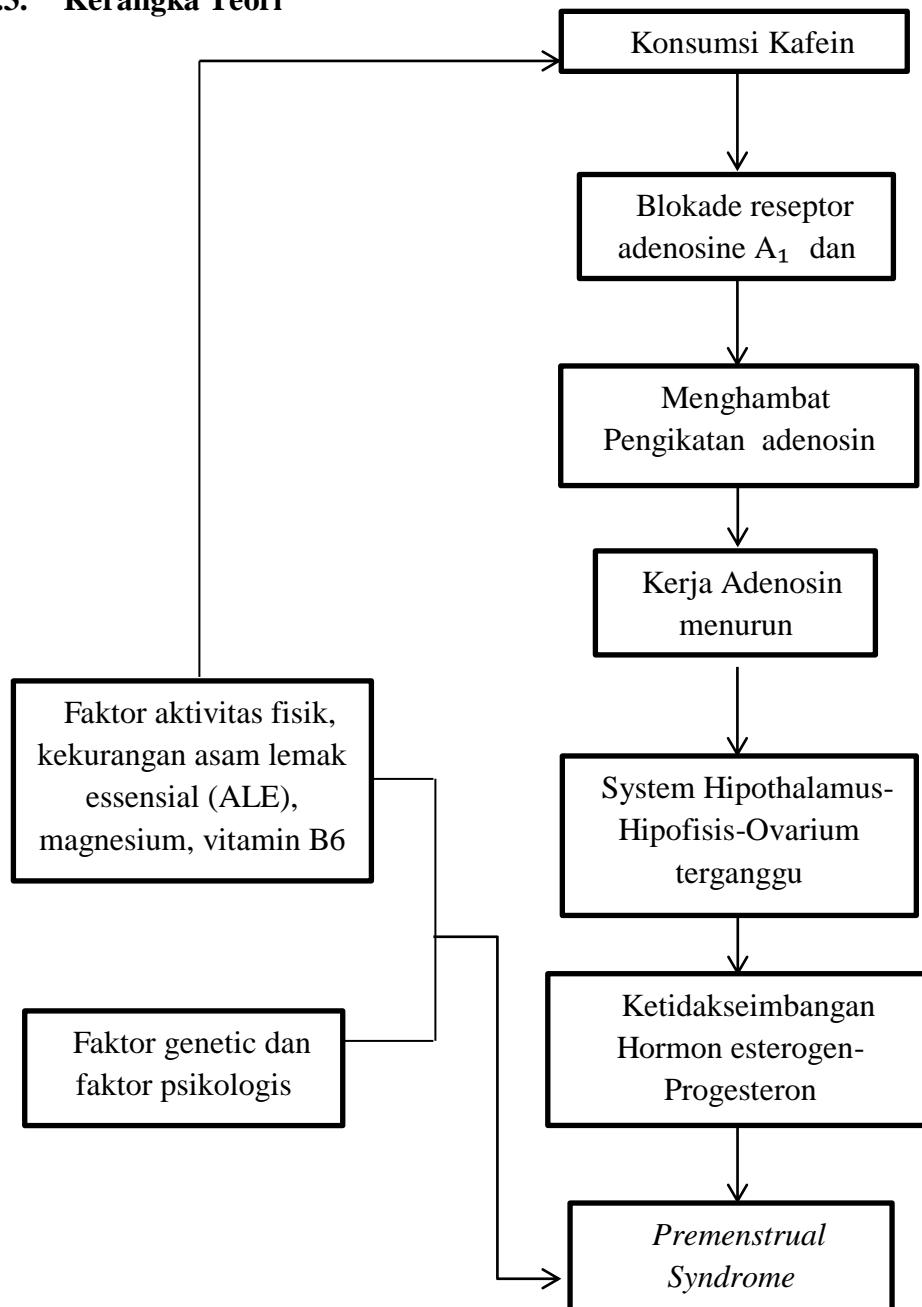 Kerangka Teori
Konsumsi Kafein
Blokade reseptor
adenosine A₁ dan
Menghambat
Pengikatan adenosin
Kerja Adenosin
menurun
Faktor aktivitas fisik,
kekurangan asam lemak
essensial (ALE),
magnesium, vitamin B6
System Hipothalamus-
Hipofisis-Ovarium
terganggu
Faktor genetic dan
faktor psikologis
Ketidakseimbangan
Hormon esterogen-
Progesteron
Premenstrual
Syndrome